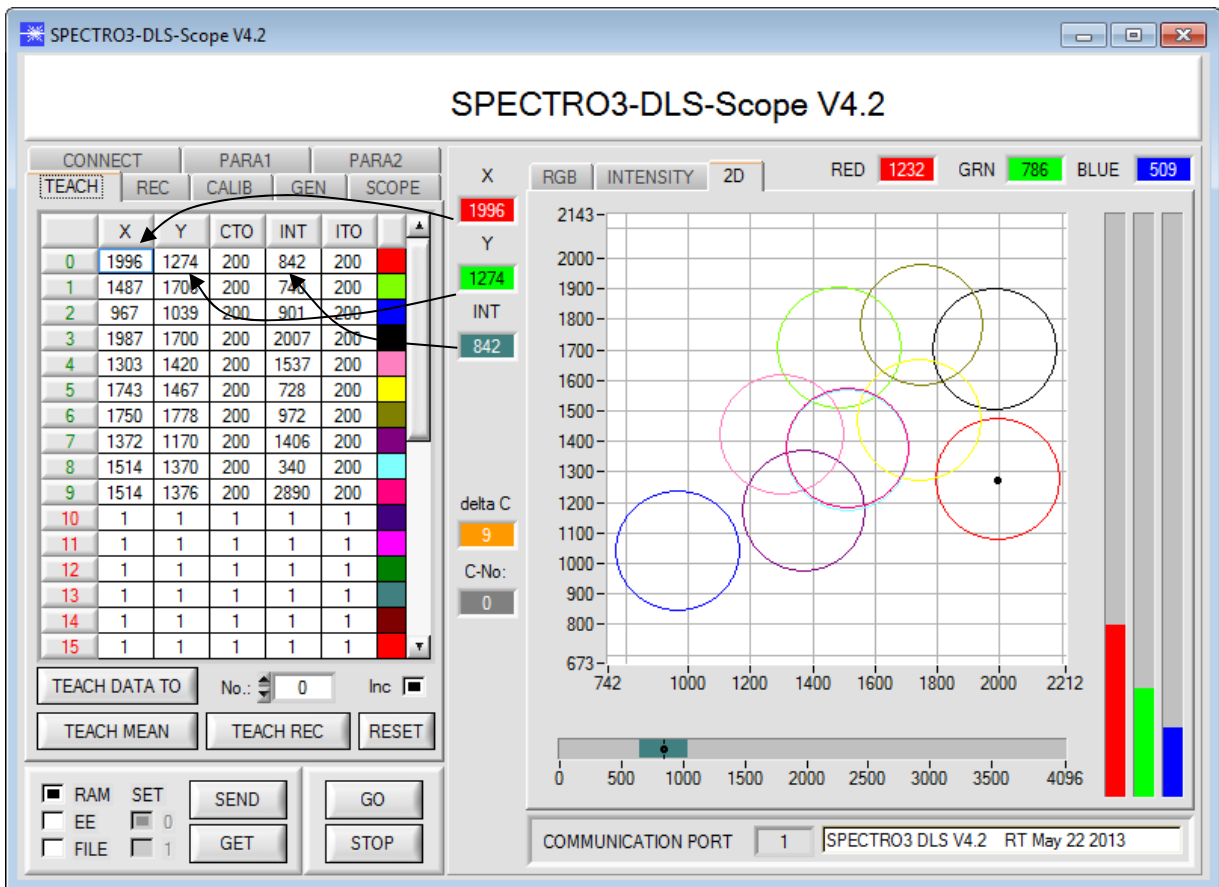 SPECTRO3-DLS-Scope V4.2
SPECTRO3-DLS-Scope V4.2
CONNECT PARA1 PARA2
TEACH REC CALIB GEN SCOPE
X Y CTO INT ITO
0 1996 1274 200 842 200
1 1487 1706 200 740 200
2 967 1039 200 901 200
3 1987 1700 200 2007 200
4 1303 1420 200 1537 200
5 1743 1467 200 728 200
6 1750 1778 200 972 200
7 1372 1170 200 1406 200
8 1514 1370 200 340 200
9 1514 1376 200 2890 200
10 1 1 1 1 1
11 1 1 1 1 1
12 1 1 1 1 1
13 1 1 1 1 1
14 1 1 1 1 1
15 1 1 1 1 1
TEACH DATA TO No.: 0 Inc
TEACH MEAN TEACH REC RESET
RAM SET SEND GO
EE 0
FILE 1 GET STOP
X
1996
Y
1274
INT
842
delta C
9
C-No:
0
RGB INTENSITY 2D RED 1232 GRN 786 BLUE 509
2143
2000
1900
1800
1700
1600
1500
1400
1300
1200
1100
1000
900
800
673
742 1000 1200 1400 1600 1800 2000 2212
0 500 1000 1500 2000 2500 3000 3500 4096
COMMUNICATION PORT 1 SPECTRO3 DLS V4.2 RT May 22 2013